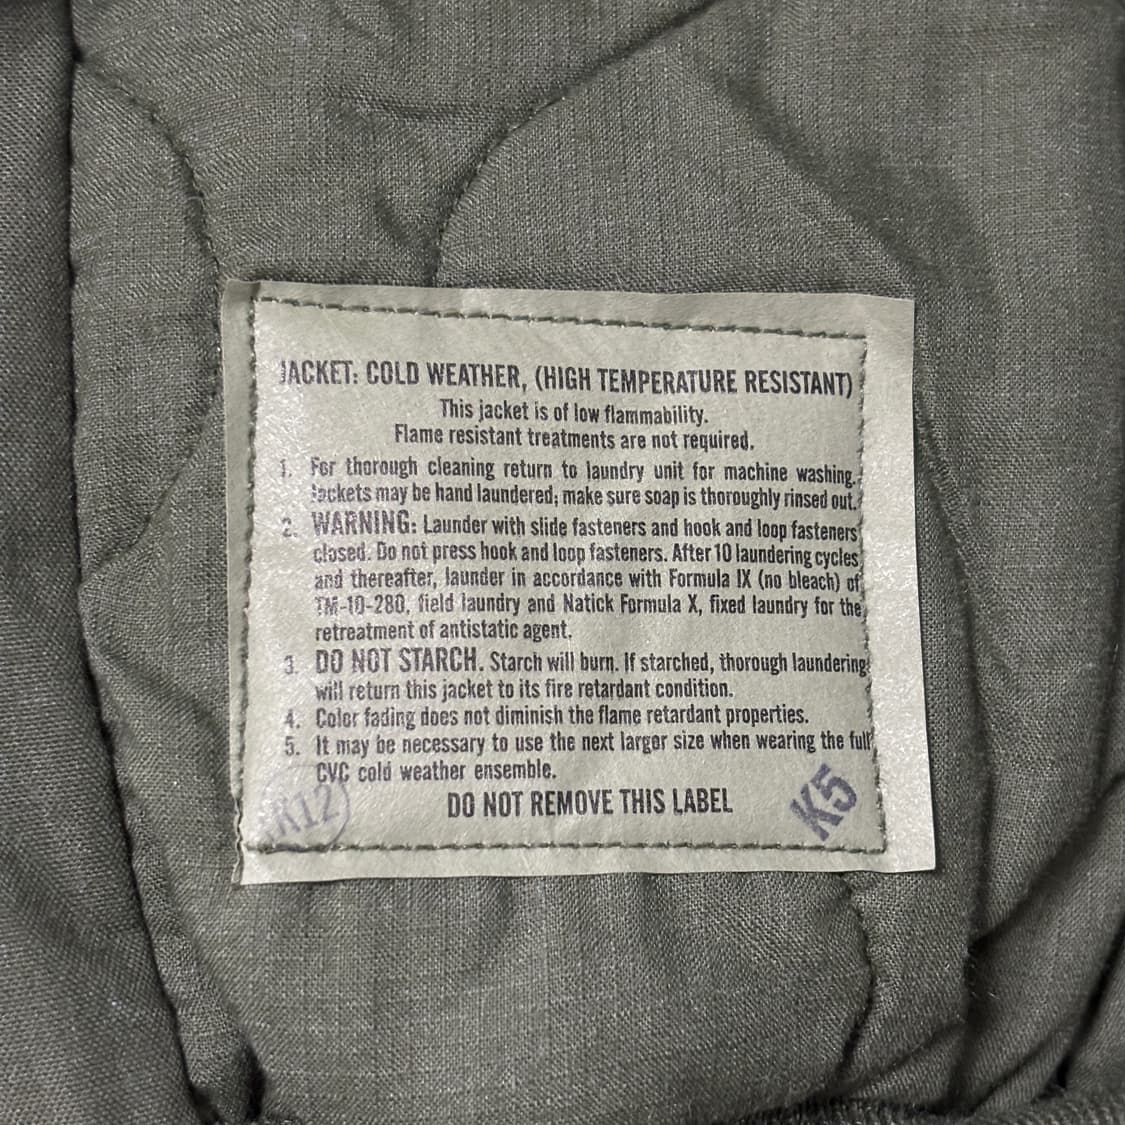 JACKET: COLD WEATHER, (HIGH TEMPERATURE RESISTANT)
This jacket is of low flammability.
Flame resistant treatments are not required.
1. For thorough cleaning return to laundry unit for machine washing.
Jackets may be hand laundered; make sure soap is thoroughly rinsed out.
2. WARNING: Launder with slide fasteners and hook and loop fasteners
closed. Do not press hook and loop fasteners. After 10 laundering cycles
and thereafter, launder in accordance with Formula IX (no bleach) of
TM-10-280, field laundry and Natick Formula X, fixed laundry for the
retreatment of antistatic agent.
3. DO NOT STARCH. Starch will burn. If starched, thorough laundering
will return this jacket to its fire retardant condition.
4. Color fading does not diminish the flame retardant properties.
5. It may be necessary to use the next larger size when wearing the full
CVC cold weather ensemble.
DO NOT REMOVE THIS LABEL
K5